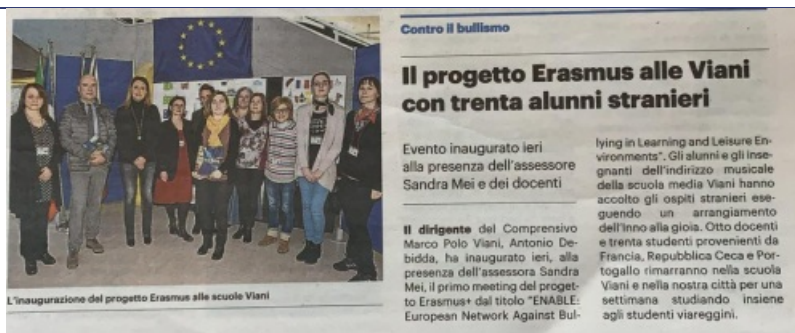 L'inaugurazione del progetto Erasmus alle scuole Viani
Contro il bullismo
Il progetto Erasmus alle Viani
con trenta alunni stranieri
Evento inaugurato ieri
alla presenza dell'assessore
Sandra Mei e dei docenti
Il dirigente del Comprensivo
Marco Polo Viani, Antonio De-
bidda, ha inaugurato ieri, alla
presenza dell'assessora Sandra
Mei, il primo meeting del proget-
to Erasmus+ dal titolo "ENABLE:
European Network Against Bul-
lying in Learning and Leisure En-
vironments". Gli alunni e gli inse-
gnanti dell'indirizzo musicale
della scuola media Viani hanno
accolto gli ospiti stranieri ese-
guendo un arrangiamento
dell'Inno alla gioia. Otto docenti
e trenta studenti provenienti da
Francia, Repubblica Ceca e Por-
togallo rimarranno nella scuola
Viani e nella nostra città per una
settimana studiando insieme
agli studenti viareggini.